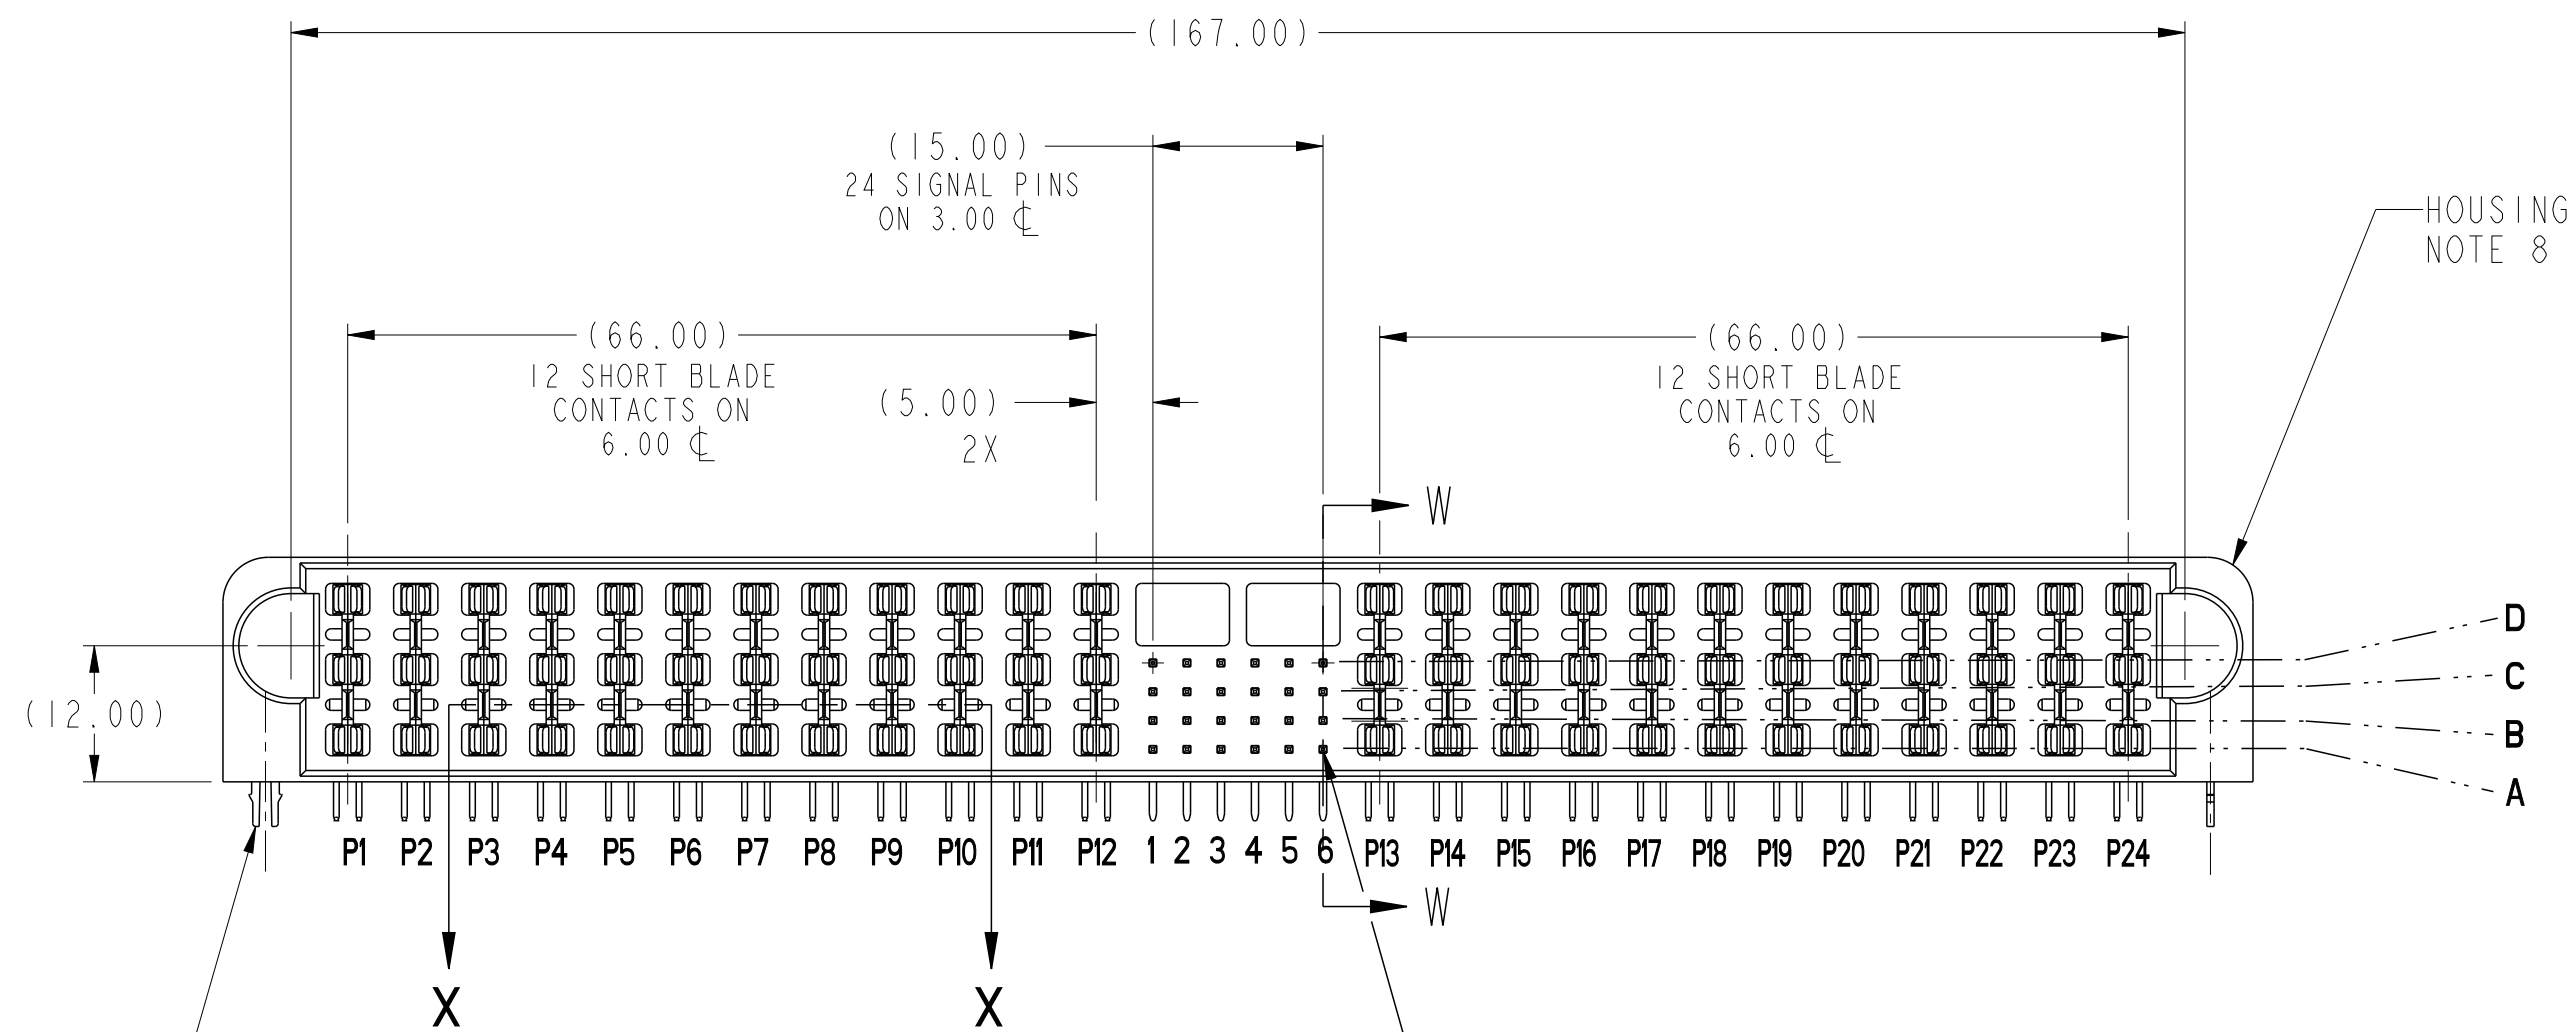 (167.00)
(15.00)
24 SIGNAL PINS
ON 3.00 ℄
HOUSING
NOTE 8
(66.00)
12 SHORT BLADE
CONTACTS ON
6.00 ℄
(5.00)
2X
(66.00)
12 SHORT BLADE
CONTACTS ON
6.00 ℄
W
D
C
B
A
(12.00)
P1 P2 P3 P4 P5 P6 P7 P8 P9 P10 P11 P12 1 2 3 4 5 6 P13 P14 P15 P16 P17 P18 P19 P20 P21 P22 P23 P24
W
X X